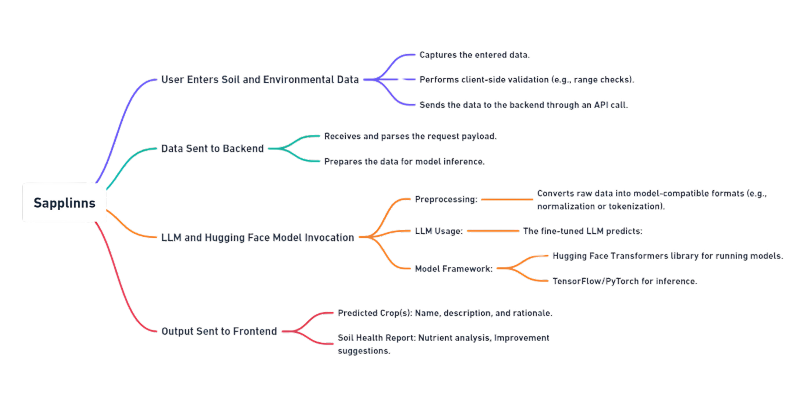 Sapplinns
User Enters Soil and Environmental Data
Captures the entered data.
Performs client-side validation (e.g., range checks).
Sends the data to the backend through an API call.
Data Sent to Backend
Receives and parses the request payload.
Prepares the data for model inference.
LLM and Hugging Face Model Invocation
Preprocessing:
Converts raw data into model-compatible formats (e.g.,
normalization or tokenization).
LLM Usage:
The fine-tuned LLM predicts:
Model Framework:
Hugging Face Transformers library for running models.
TensorFlow/PyTorch for inference.
Output Sent to Frontend
Predicted Crop(s): Name, description, and rationale.
Soil Health Report: Nutrient analysis, Improvement
suggestions.